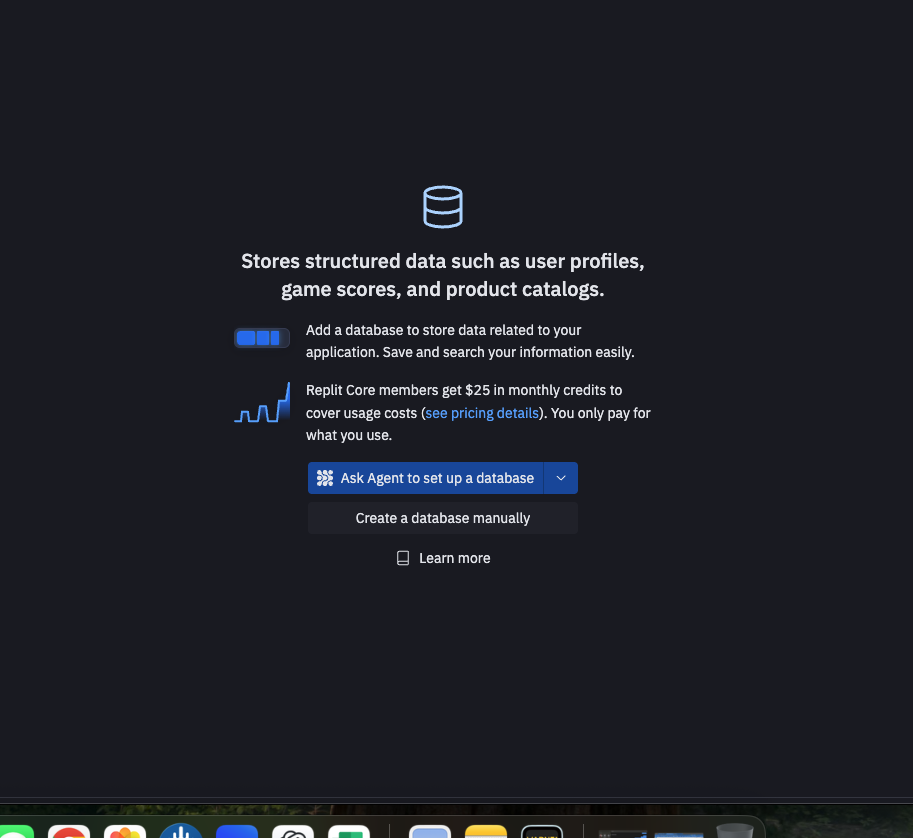 Stores structured data such as user profiles,
game scores, and product catalogs.
Add a database to store data related to your
application. Save and search your information easily.
Replit Core members get $25 in monthly credits to
cover usage costs (see pricing details). You only pay for
what you use.
Ask Agent to set up a database
Create a database manually
Learn more